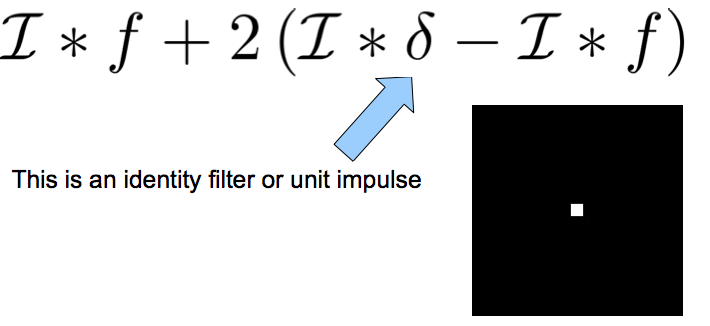 𝓘 * f + 2 (𝓘 * δ − 𝓘 * f)
This is an identity filter or unit impulse